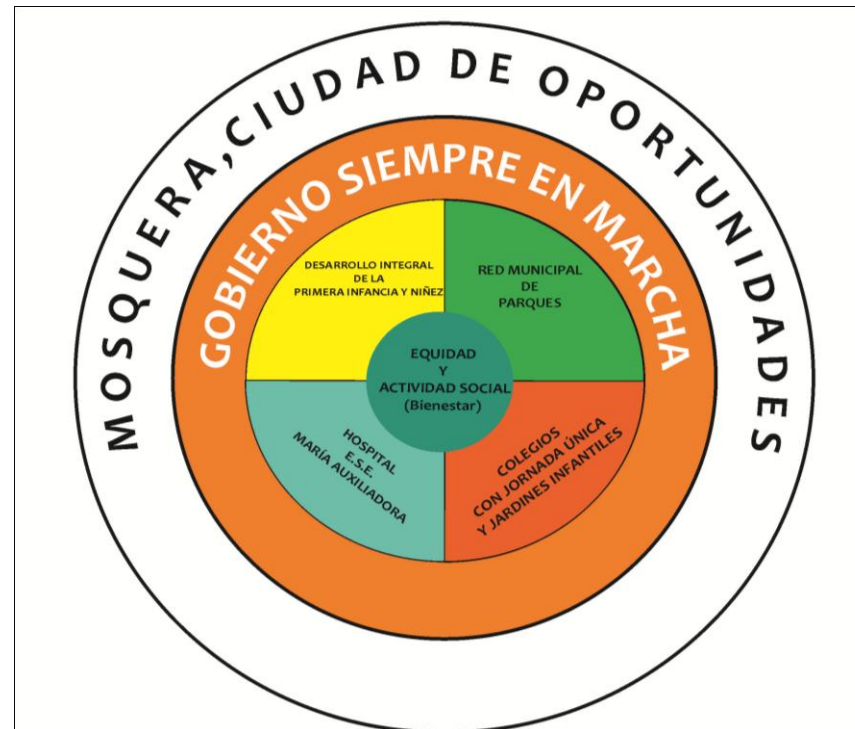 MOSQUERA, CIUDAD DE OPORTUNIDADES
GOBIERNO SIEMPRE EN MARCHA
DESARROLLO INTEGRAL
DE LA
PRIMERA INFANCIA Y NIÑEZ
RED MUNICIPAL
DE
PARQUES
EQUIDAD
Y
ACTIVIDAD SOCIAL
(Bienestar)
HOSPITAL
E.S.E.
MARÍA AUXILIADORA
COLEGIOS
CON JORNADA ÚNICA
Y JARDINES INFANTILES